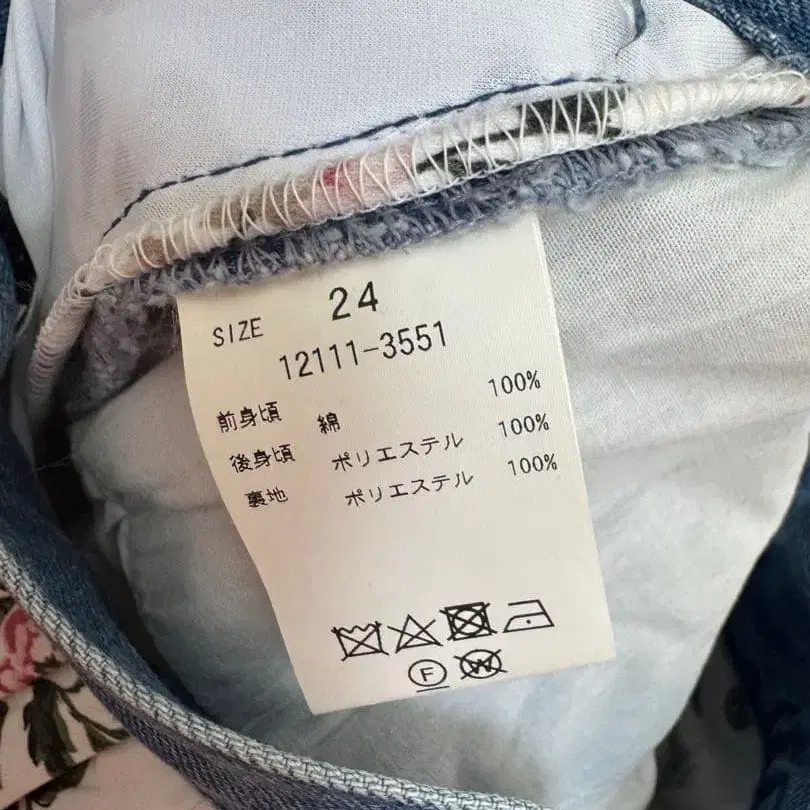 SIZE 24
12111-3551
前身頃 綿 100%
後身頃 ポリエステル 100%
裏地 ポリエステル 100%
F W